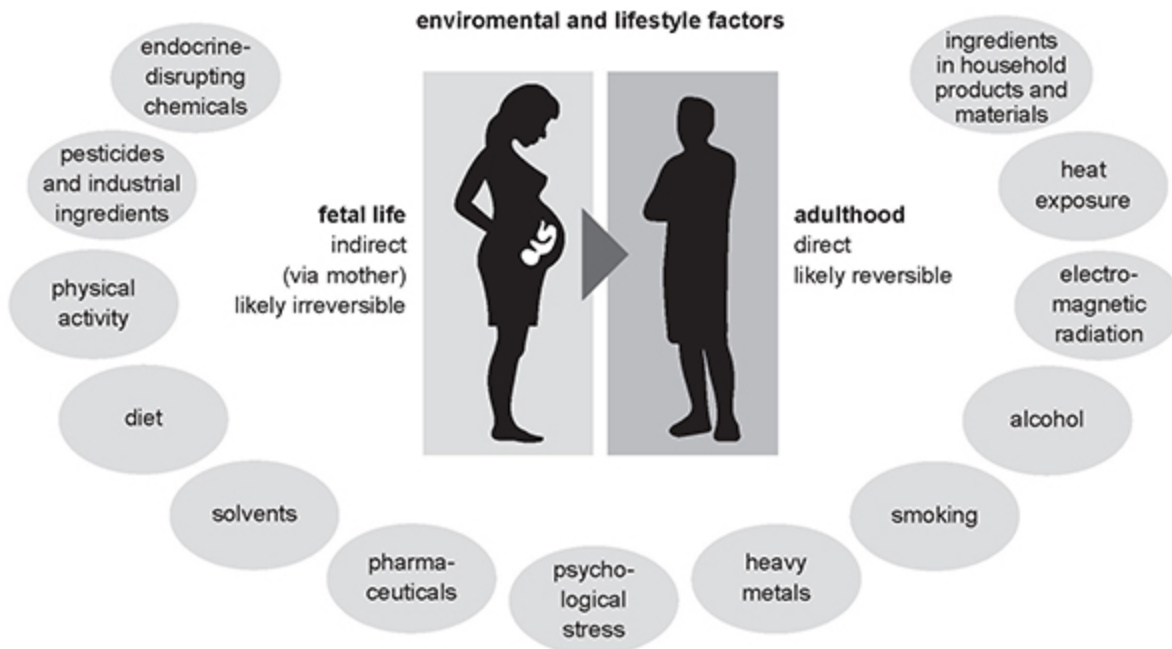 enviromental and lifestyle factors
endocrine-
disrupting
chemicals
pesticides
and industrial
ingredients
physical
activity
diet
solvents
pharma-
ceuticals
psycho-
logical
stress
heavy
metals
smoking
alcohol
electro-
magnetic
radiation
heat
exposure
ingredients
in household
products and
materials
fetal life
indirect
(via mother)
likely irreversible
adulthood
direct
likely reversible